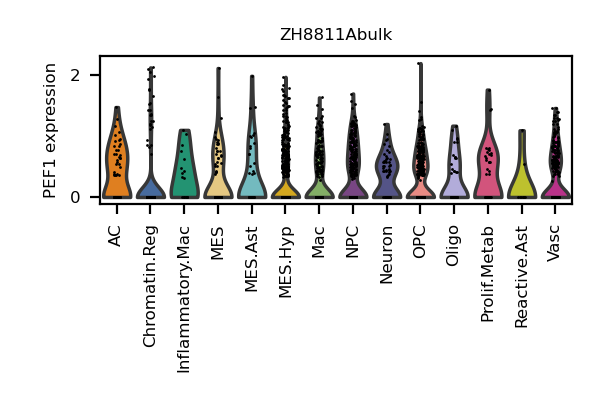 ZH8811Abulk
PEF1 expression
2
0
AC
Chromatin.Reg
Inflammatory.Mac
MES
MES.Ast
MES.Hyp
Mac
NPC
Neuron
OPC
Oligo
Prolif.Metab
Reactive.Ast
Vasc